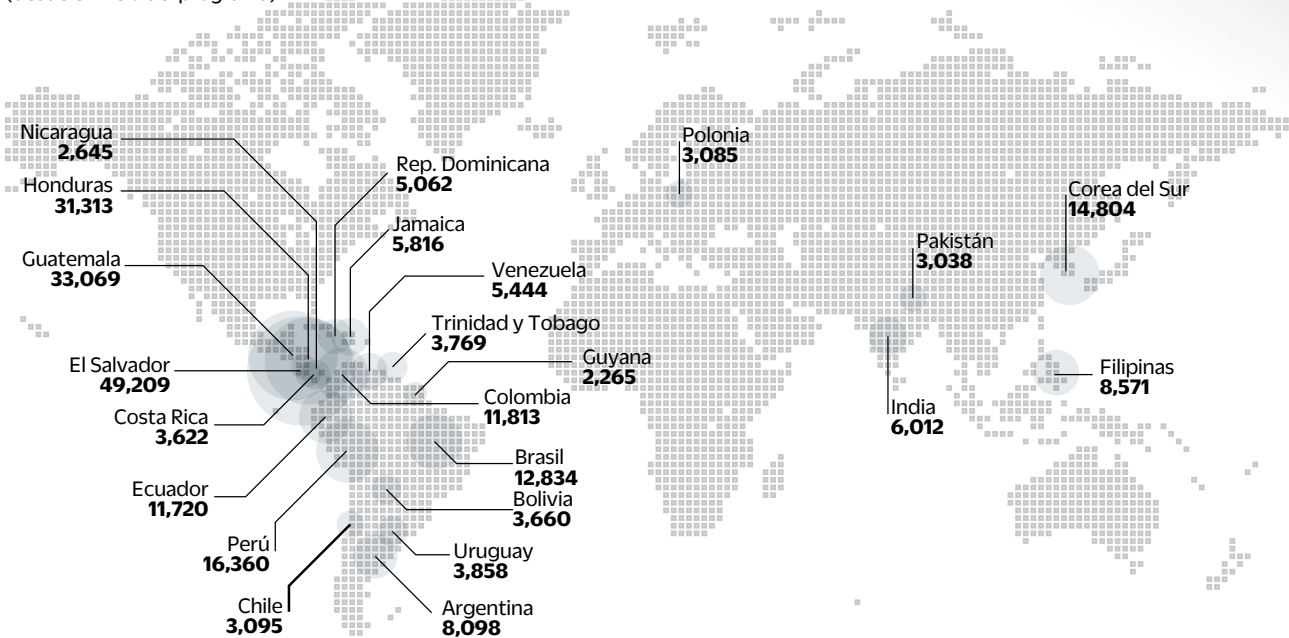 Nicaragua
2,645
Honduras
31,313
Guatemala
33,069
El Salvador
49,209
Costa Rica
3,622
Ecuador
11,720
Perú
16,360
Chile
3,095
Rep. Dominicana
5,062
Jamaica
5,816
Venezuela
5,444
Trinidad y Tobago
3,769
Guyana
2,265
Colombia
11,813
Brasil
12,834
Bolivia
3,660
Uruguay
3,858
Argentina
8,098
Polonia
3,085
Pakistán
3,038
Corea del Sur
14,804
India
6,012
Filipinas
8,571